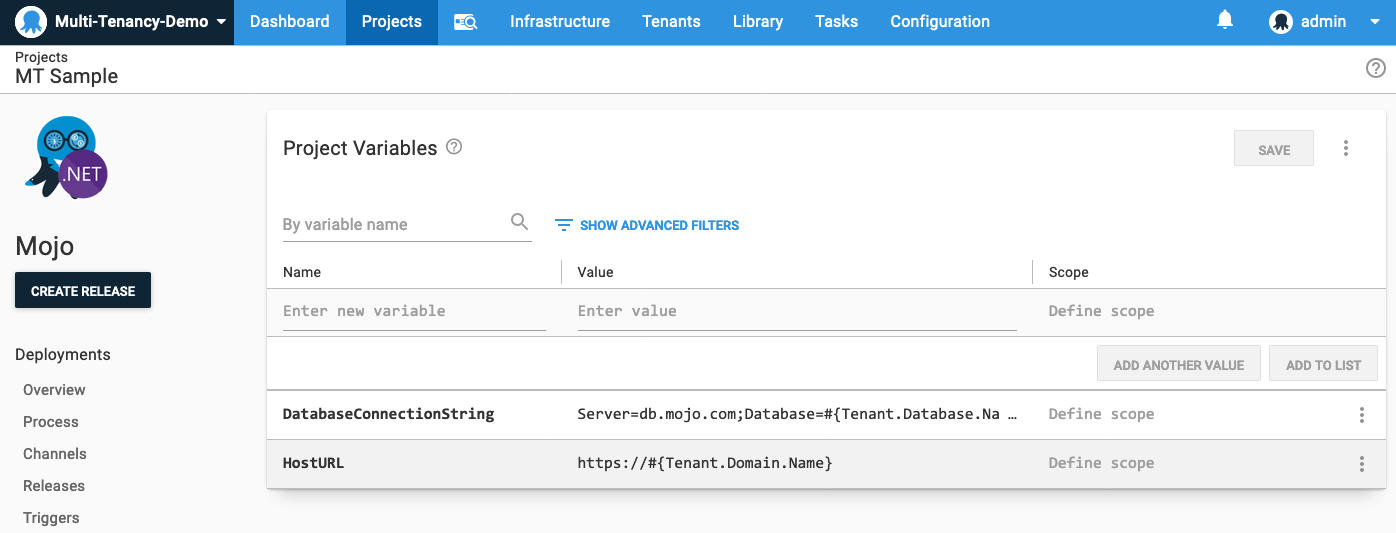 Multi-Tenancy-Demo Dashboard Projects Infrastructure Tenants Library Tasks Configuration admin
Projects
MT Sample
.NET
Mojo
CREATE RELEASE
Deployments
Overview
Process
Channels
Releases
Triggers
Project Variables
SAVE
By variable name SHOW ADVANCED FILTERS
Name Value Scope
Enter new variable Enter value Define scope
ADD ANOTHER VALUE ADD TO LIST
DatabaseConnectionString Server=db.mojo.com;Database=#{Tenant.Database.Na … Define scope
HostURL https://#{Tenant.Domain.Name} Define scope